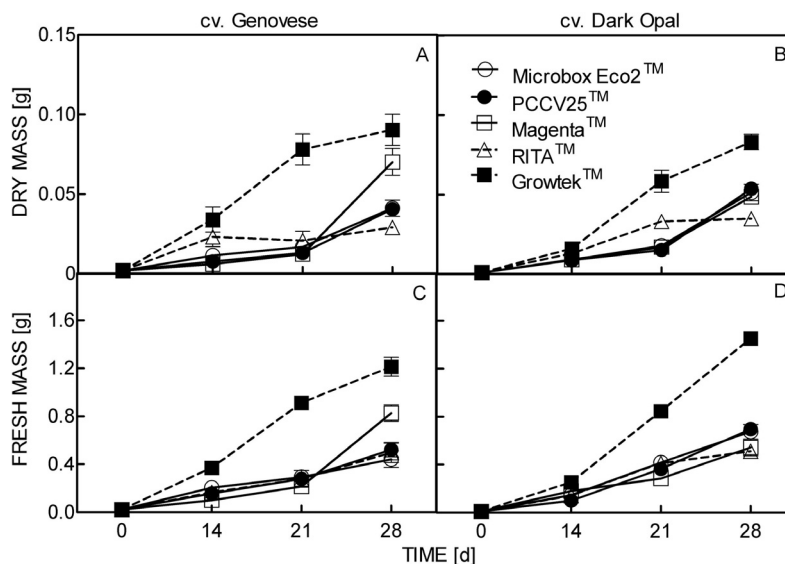 cv. Genovese cv. Dark Opal
0.15 A B
Microbox Eco2™
PCCV25™
Magenta™
RITA™
Growtek™
DRY MASS [g]
0.10
0.05
0
C D
1.6
1.2
0.8
0.4
0.0
FRESH MASS [g]
0 14 21 28 0 14 21 28
TIME [d]